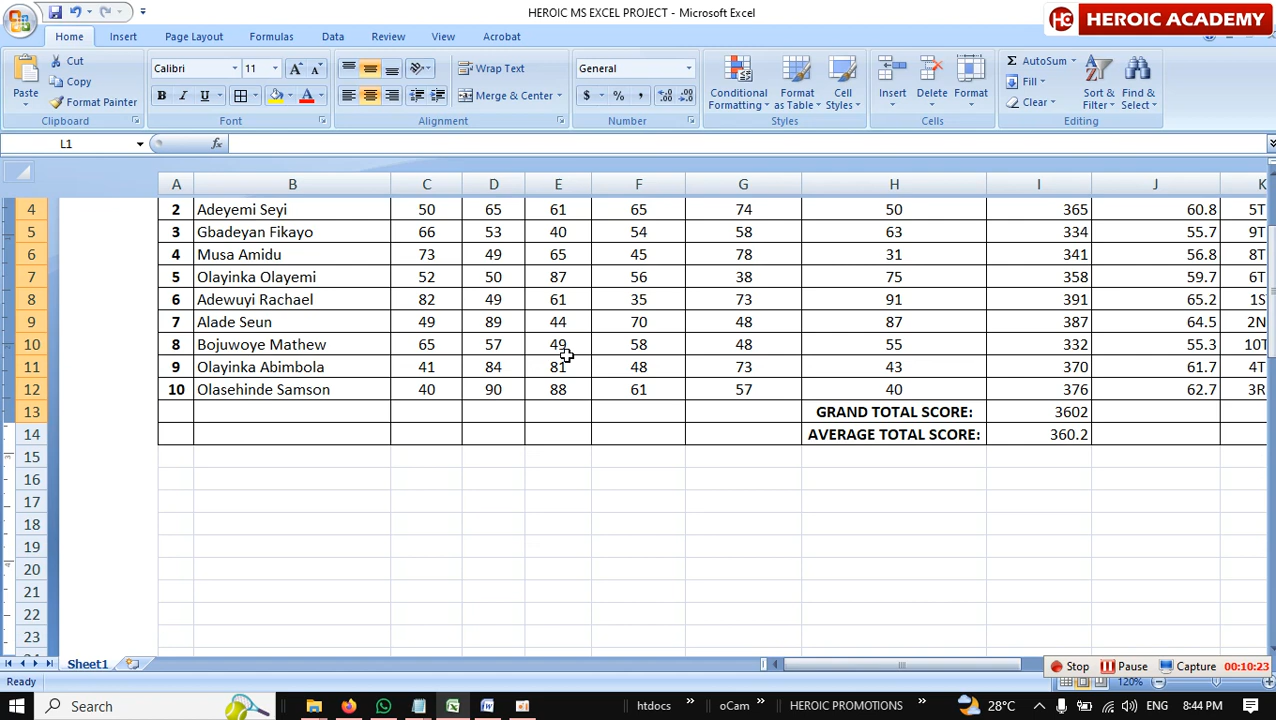 HEROIC MS EXCEL PROJECT - Microsoft Excel
HC HEROIC ACADEMY
Home Insert Page Layout Formulas Data Review View Acrobat
Paste
Cut
Copy
Format Painter
Clipboard
Calibri 11 A A
B I U A
Font
Wrap Text
Merge & Center
Alignment
General
$ % , .0 .00 .00 .0
Number
Conditional Formatting
Format as Table
Cell Styles
Styles
Insert Delete Format
Cells
Σ AutoSum
Fill
Clear
Sort & Filter
Find & Select
Editing
L1 fx
A B C D E F G H I J K
4 2 Adeyemi Seyi 50 65 61 65 74 50 365 60.8 5T
5 3 Gbadeyan Fikayo 66 53 40 54 58 63 334 55.7 9T
6 4 Musa Amidu 73 49 65 45 78 31 341 56.8 8T
7 5 Olayinka Olayemi 52 50 87 56 38 75 358 59.7 6T
8 6 Adewuyi Rachael 82 49 61 35 73 91 391 65.2 1S
9 7 Alade Seun 49 89 44 70 48 87 387 64.5 2N
10 8 Bojuwoye Mathew 65 57 49 58 48 55 332 55.3 10T
11 9 Olayinka Abimbola 41 84 81 48 73 43 370 61.7 4T
12 10 Olasehinde Samson 40 90 88 61 57 40 376 62.7 3R
13 GRAND TOTAL SCORE: 3602
14 AVERAGE TOTAL SCORE: 360.2
15
16
17
18
19
20
21
22
23
Sheet1
Stop Pause Capture 00:10:23
Ready 120%
Search htdocs » oCam » HEROIC PROMOTIONS » 28°C ENG 8:44 PM